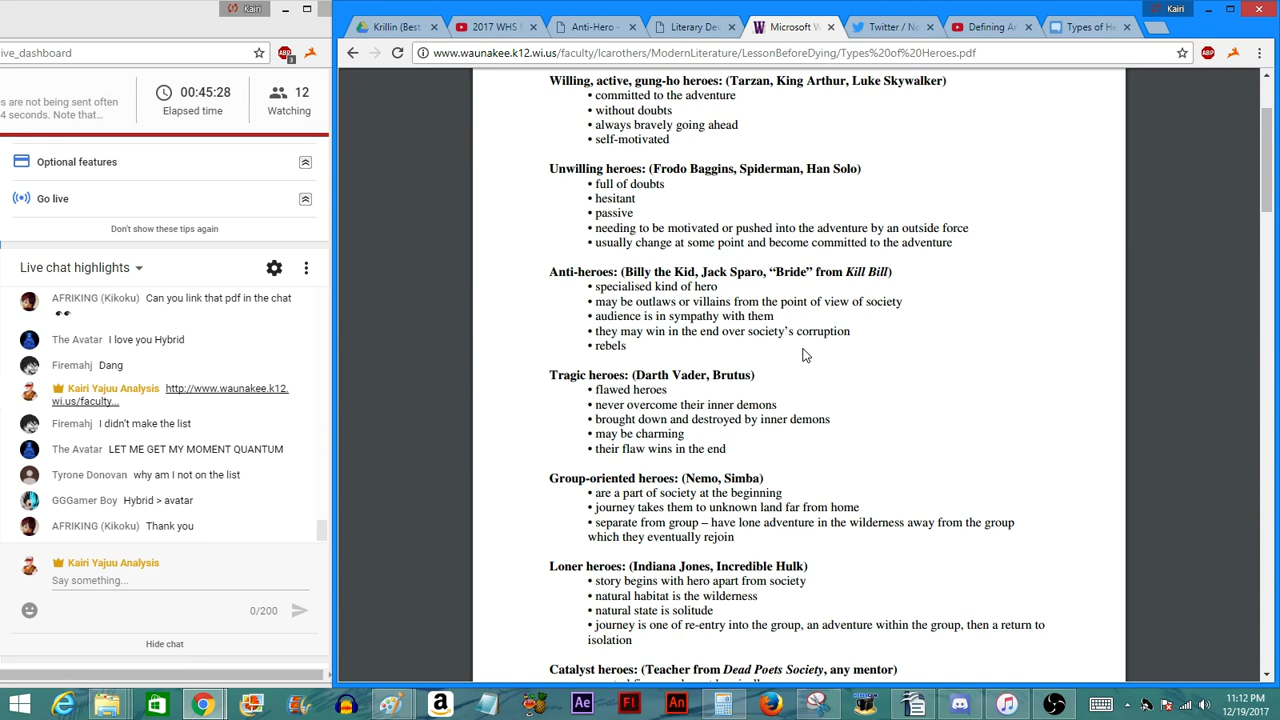 Kairi
Kairi
Krillin (Best
2017 WHS
Anti-Hero -
Literary Dev
Microsoft W
Twitter / No
Defining A
Types of He
ive_dashboard
www.waunakee.k12.wi.us/faculty/lcarothers/ModernLiterature/LessonBeforeDying/Types%20of%20Heroes.pdf
es are not being sent often
4 seconds. Note that...
00:45:28
Elapsed time
12
Watching
Optional features
Go live
Don't show these tips again
Live chat highlights
AFRIKING (Kikoku) Can you link that pdf in the chat
The Avatar I love you Hybrid
Firemahj Dang
Kairi Yajuu Analysis http://www.waunakee.k12.
wi.us/faculty...
Firemahj I didn't make the list
The Avatar LET ME GET MY MOMENT QUANTUM
Tyrone Donovan why am I not on the list
GGGamer Boy Hybrid > avatar
AFRIKING (Kikoku) Thank you
Kairi Yajuu Analysis
Say something...
0/200
Hide chat
Willing, active, gung-ho heroes: (Tarzan, King Arthur, Luke Skywalker)
• committed to the adventure
• without doubts
• always bravely going ahead
• self-motivated
Unwilling heroes: (Frodo Baggins, Spiderman, Han Solo)
• full of doubts
• hesitant
• passive
• needing to be motivated or pushed into the adventure by an outside force
• usually change at some point and become committed to the adventure
Anti-heroes: (Billy the Kid, Jack Sparo, “Bride” from Kill Bill)
• specialised kind of hero
• may be outlaws or villains from the point of view of society
• audience is in sympathy with them
• they may win in the end over society’s corruption
• rebels
Tragic heroes: (Darth Vader, Brutus)
• flawed heroes
• never overcome their inner demons
• brought down and destroyed by inner demons
• may be charming
• their flaw wins in the end
Group-oriented heroes: (Nemo, Simba)
• are a part of society at the beginning
• journey takes them to unknown land far from home
• separate from group – have lone adventure in the wilderness away from the group
which they eventually rejoin
Loner heroes: (Indiana Jones, Incredible Hulk)
• story begins with hero apart from society
• natural habitat is the wilderness
• natural state is solitude
• journey is one of re-entry into the group, an adventure within the group, then a return to
isolation
Catalyst heroes: (Teacher from Dead Poets Society, any mentor)
Ae
Fl
An
11:12 PM
12/19/2017